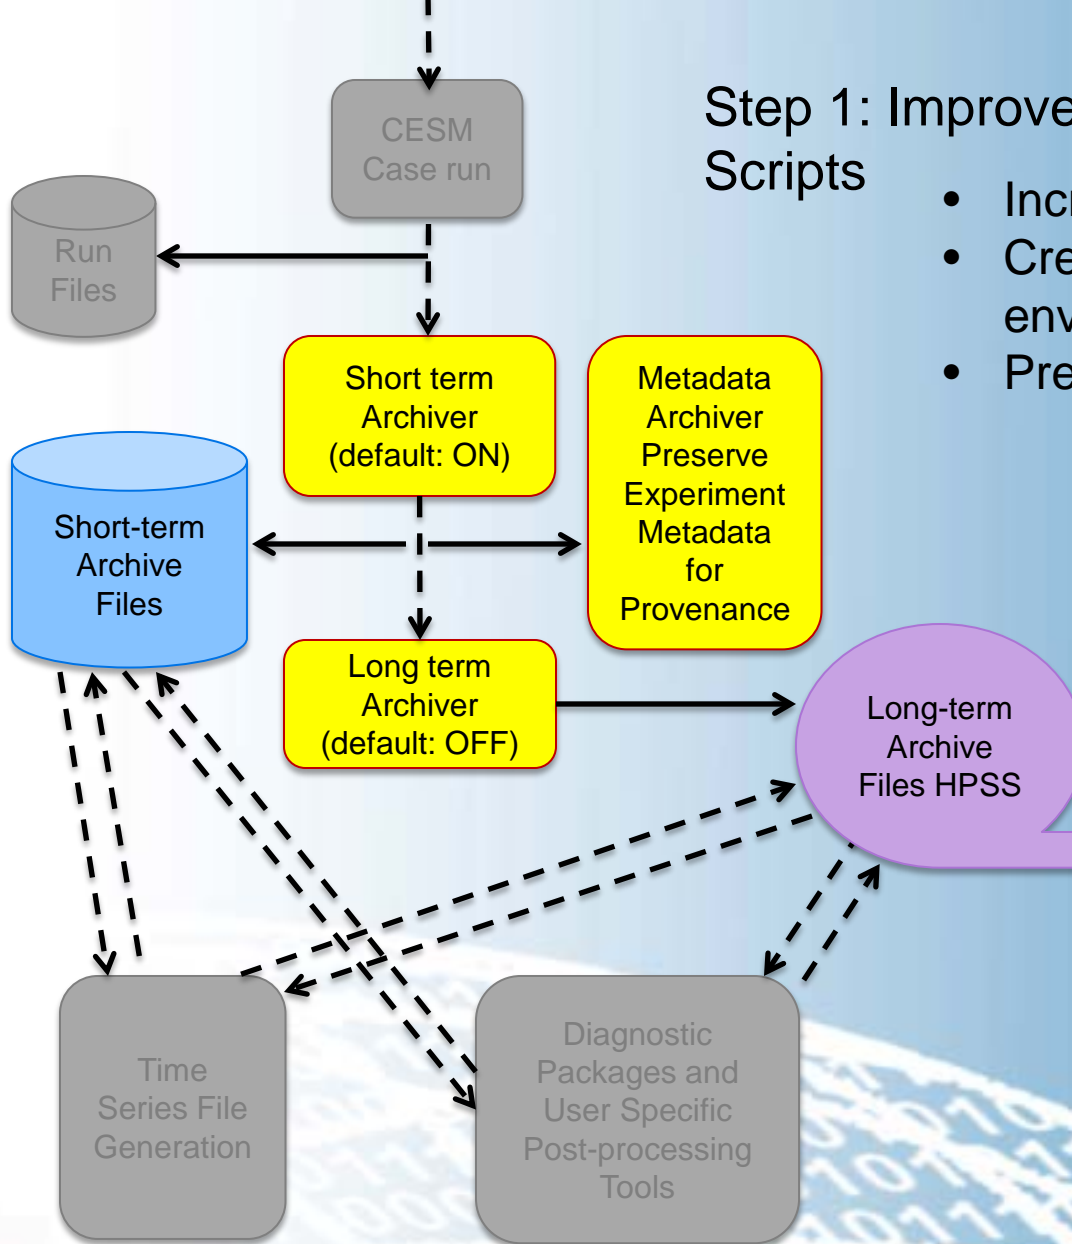 CESM
Case run
Step 1: Improve
Scripts
Run
Files
Short term
Archiver
(default: ON)
Metadata
Archiver
Preserve
Experiment
Metadata
for
Provenance
Short-term
Archive
Files
Long term
Archiver
(default: OFF)
Long-term
Archive
Files HPSS
Time
Series File
Generation
Diagnostic
Packages and
User Specific
Post-processing
Tools